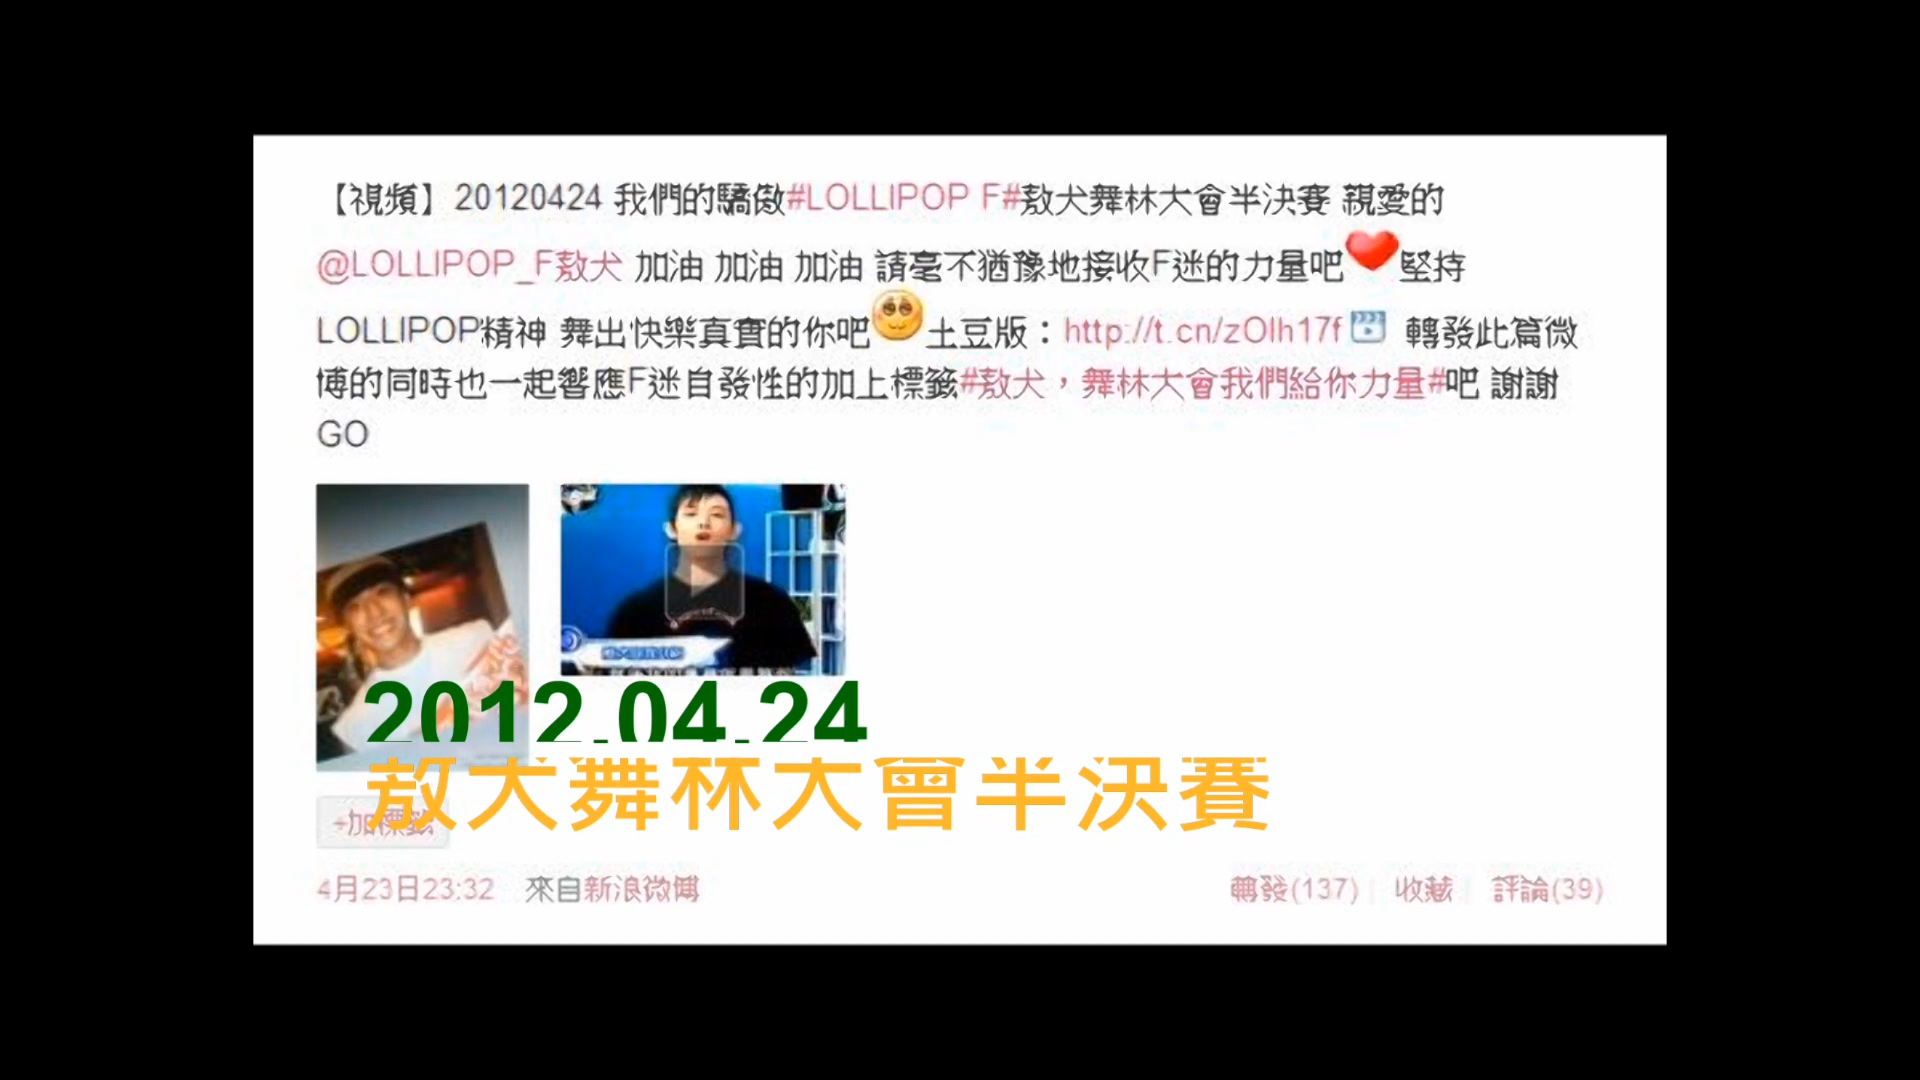 【視頻】20120424 我們的驕傲#LOLLIPOP F#敖犬舞林大會半決賽 親愛的
@LOLLIPOP_F敖犬 加油 加油 加油 請毫不猶豫地接收F迷的力量吧 堅持
LOLLIPOP精神 舞出快樂真實的你吧 土豆版：http://t.cn/zOlh17f 轉發此篇微
博的同時也一起響應F迷自發性的加上標籤#敖犬，舞林大會我們給你力量#吧 謝謝
GO
2012.04.24
敖犬舞林大會半決賽
+加標籤
4月23日23:32 來自新浪微博
轉發(137) | 收藏 | 評論(39)